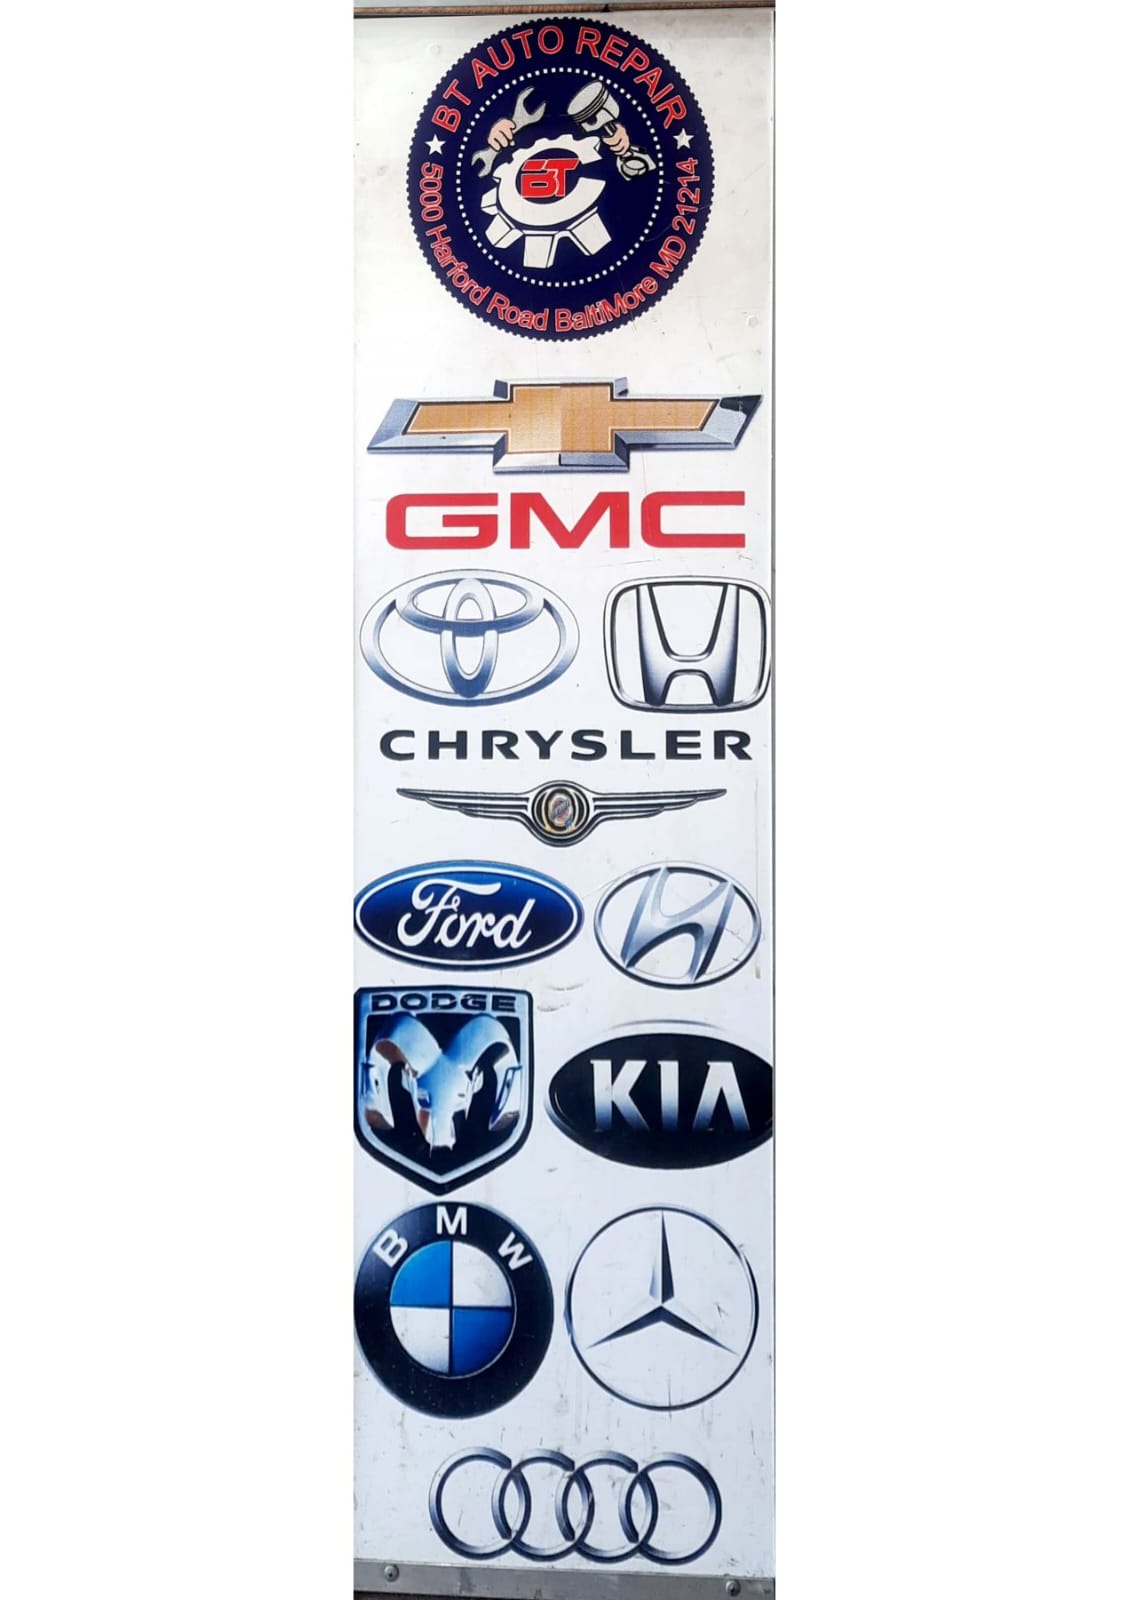 BT AUTO REPAIR
BT
5000 Harford Road BaltiMore MD 21214
GMC
CHRYSLER
Ford
DODGE
KIA
BMW